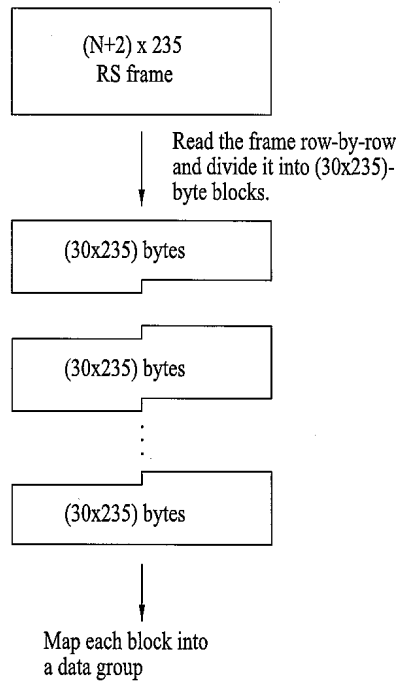 (N+2) x 235
RS frame
Read the frame row-by-row
and divide it into (30x235)-
byte blocks.
(30x235) bytes
(30x235) bytes
(30x235) bytes
Map each block into
a data group